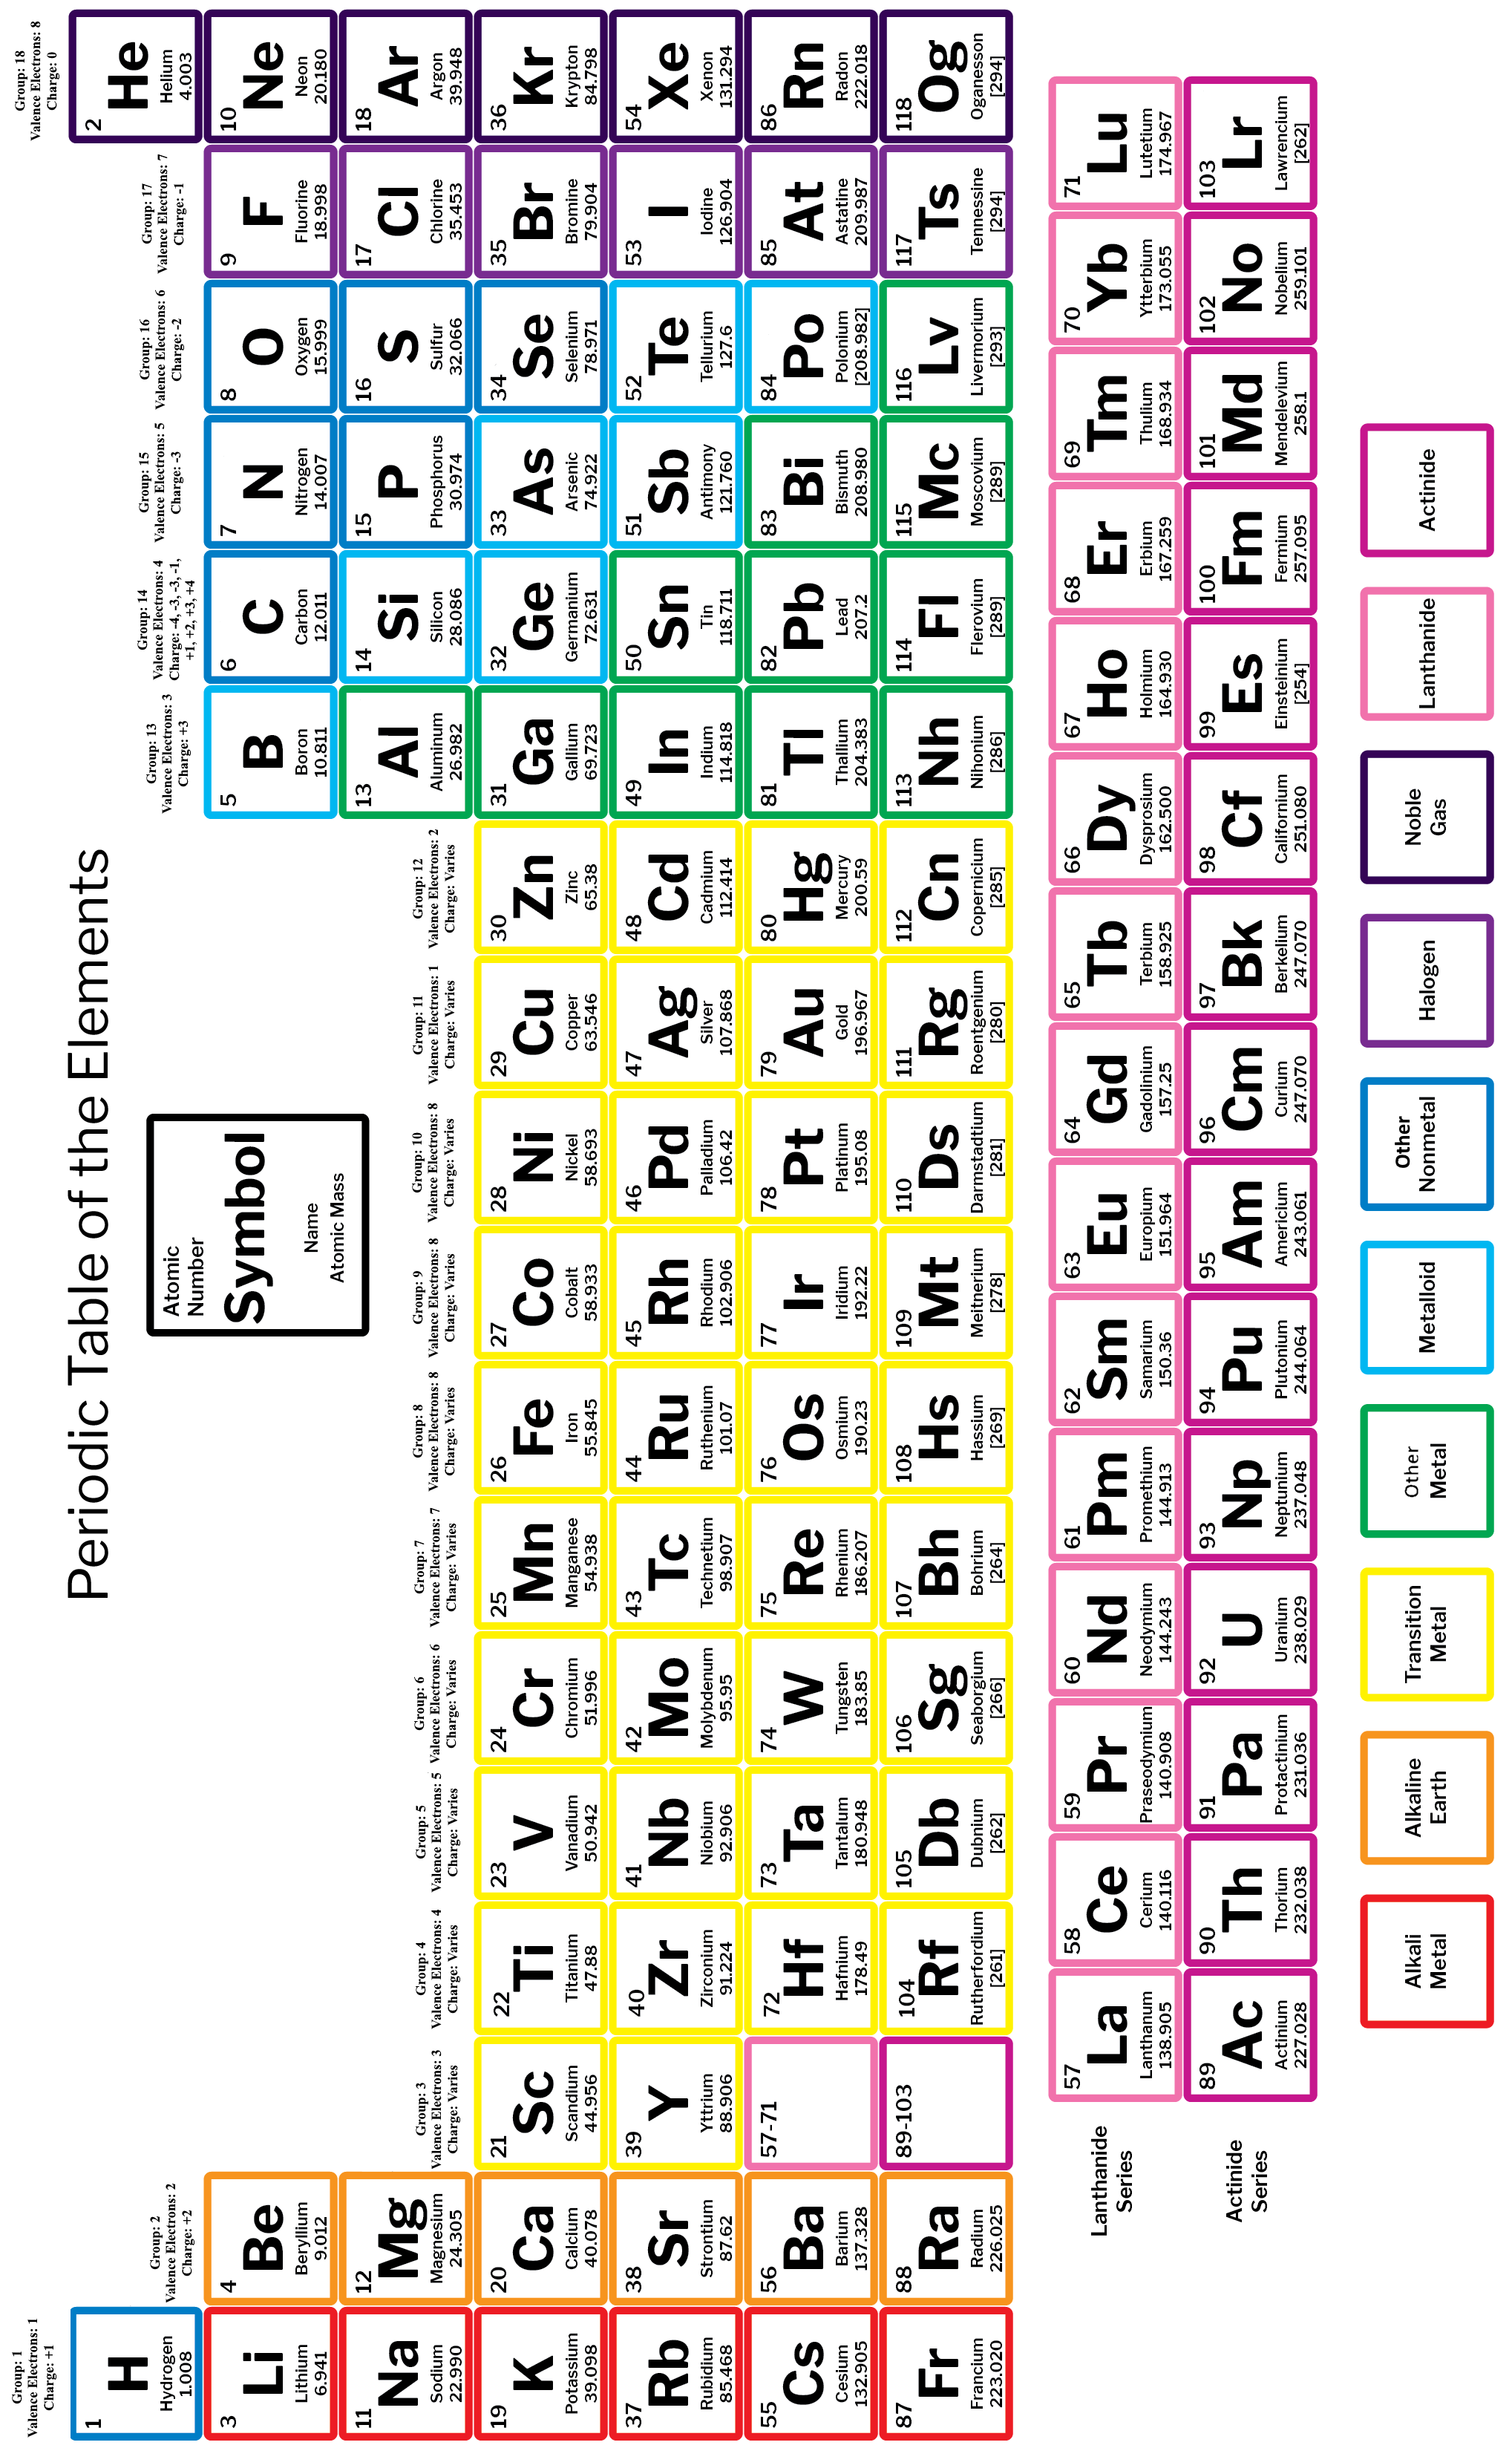 Periodic Table of the Elements
Atomic
Number
Symbol
Name
Atomic Mass
Group: 1
Valence Electrons: 1
Charge: +1
Group: 2
Valence Electrons: 2
Charge: +2
Group: 3
Valence Electrons: 3
Charge: Varies
Group: 4
Valence Electrons: 4
Charge: Varies
Group: 5
Valence Electrons: 5
Charge: Varies
Group: 6
Valence Electrons: 6
Charge: Varies
Group: 7
Valence Electrons: 7
Charge: Varies
Group: 8
Valence Electrons: 8
Charge: Varies
Group: 9
Valence Electrons: 8
Charge: Varies
Group: 10
Valence Electrons: 8
Charge: Varies
Group: 11
Valence Electrons: 1
Charge: Varies
Group: 12
Valence Electrons: 2
Charge: Varies
Group: 13
Valence Electrons: 3
Charge: +3
Group: 14
Valence Electrons: 4
Charge: -4, -3, -3, -1,
+1, +2, +3, +4
Group: 15
Valence Electrons: 5
Charge: -3
Group: 16
Valence Electrons: 6
Charge: -2
Group: 17
Valence Electrons: 7
Charge: -1
Group: 18
Valence Electrons: 8
Charge: 0
1
H
Hydrogen
1.008
2
He
Helium
4.003
3
Li
Lithium
6.941
4
Be
Beryllium
9.012
5
B
Boron
10.811
6
C
Carbon
12.011
7
N
Nitrogen
14.007
8
O
Oxygen
15.999
9
F
Fluorine
18.998
10
Ne
Neon
20.180
11
Na
Sodium
22.990
12
Mg
Magnesium
24.305
13
Al
Aluminum
26.982
14
Si
Silicon
28.086
15
P
Phosphorus
30.974
16
S
Sulfur
32.066
17
Cl
Chlorine
35.453
18
Ar
Argon
39.948
19
K
Potassium
39.098
20
Ca
Calcium
40.078
21
Sc
Scandium
44.956
22
Ti
Titanium
47.88
23
V
Vanadium
50.942
24
Cr
Chromium
51.996
25
Mn
Manganese
54.938
26
Fe
Iron
55.845
27
Co
Cobalt
58.933
28
Ni
Nickel
58.693
29
Cu
Copper
63.546
30
Zn
Zinc
65.38
31
Ga
Gallium
69.723
32
Ge
Germanium
72.631
33
As
Arsenic
74.922
34
Se
Selenium
78.971
35
Br
Bromine
79.904
36
Kr
Krypton
84.798
37
Rb
Rubidium
85.468
38
Sr
Strontium
87.62
39
Y
Yttrium
88.906
40
Zr
Zirconium
91.224
41
Nb
Niobium
92.906
42
Mo
Molybdenum
95.95
43
Tc
Technetium
98.907
44
Ru
Ruthenium
101.07
45
Rh
Rhodium
102.906
46
Pd
Palladium
106.42
47
Ag
Silver
107.868
48
Cd
Cadmium
112.414
49
In
Indium
114.818
50
Sn
Tin
118.711
51
Sb
Antimony
121.760
52
Te
Tellurium
127.6
53
I
Iodine
126.904
54
Xe
Xenon
131.294
55
Cs
Cesium
132.905
56
Ba
Barium
137.328
57-71
72
Hf
Hafnium
178.49
73
Ta
Tantalum
180.948
74
W
Tungsten
183.85
75
Re
Rhenium
186.207
76
Os
Osmium
190.23
77
Ir
Iridium
192.22
78
Pt
Platinum
195.08
79
Au
Gold
196.967
80
Hg
Mercury
200.59
81
Tl
Thallium
204.383
82
Pb
Lead
207.2
83
Bi
Bismuth
208.980
84
Po
Polonium
[208.982]
85
At
Astatine
209.987
86
Rn
Radon
222.018
87
Fr
Francium
223.020
88
Ra
Radium
226.025
89-103
104
Rf
Rutherfordium
[261]
105
Db
Dubnium
[262]
106
Sg
Seaborgium
[266]
107
Bh
Bohrium
[264]
108
Hs
Hassium
[269]
109
Mt
Meitnerium
[278]
110
Ds
Darmstadtium
[281]
111
Rg
Roentgenium
[280]
112
Cn
Copernicium
[285]
113
Nh
Nihonium
[286]
114
Fl
Flerovium
[289]
115
Mc
Moscovium
[289]
116
Lv
Livermorium
[293]
117
Ts
Tennessine
[294]
118
Og
Oganesson
[294]
Lanthanide
Series
57
La
Lanthanum
138.905
58
Ce
Cerium
140.116
59
Pr
Praseodymium
140.908
60
Nd
Neodymium
144.243
61
Pm
Promethium
144.913
62
Sm
Samarium
150.36
63
Eu
Europium
151.964
64
Gd
Gadolinium
157.25
65
Tb
Terbium
158.925
66
Dy
Dysprosium
162.500
67
Ho
Holmium
164.930
68
Er
Erbium
167.259
69
Tm
Thulium
168.934
70
Yb
Ytterbium
173.055
71
Lu
Lutetium
174.967
Actinide
Series
89
Ac
Actinium
227.028
90
Th
Thorium
232.038
91
Pa
Protactinium
231.036
92
U
Uranium
238.029
93
Np
Neptunium
237.048
94
Pu
Plutonium
244.064
95
Am
Americium
243.061
96
Cm
Curium
247.070
97
Bk
Berkelium
247.070
98
Cf
Californium
251.080
99
Es
Einsteinium
[254]
100
Fm
Fermium
257.095
101
Md
Mendelevium
258.1
102
No
Nobelium
259.101
103
Lr
Lawrencium
[262]
Alkali
Metal
Alkaline
Earth
Transition
Metal
Other
Metal
Metalloid
Other
Nonmetal
Halogen
Noble
Gas
Lanthanide
Actinide